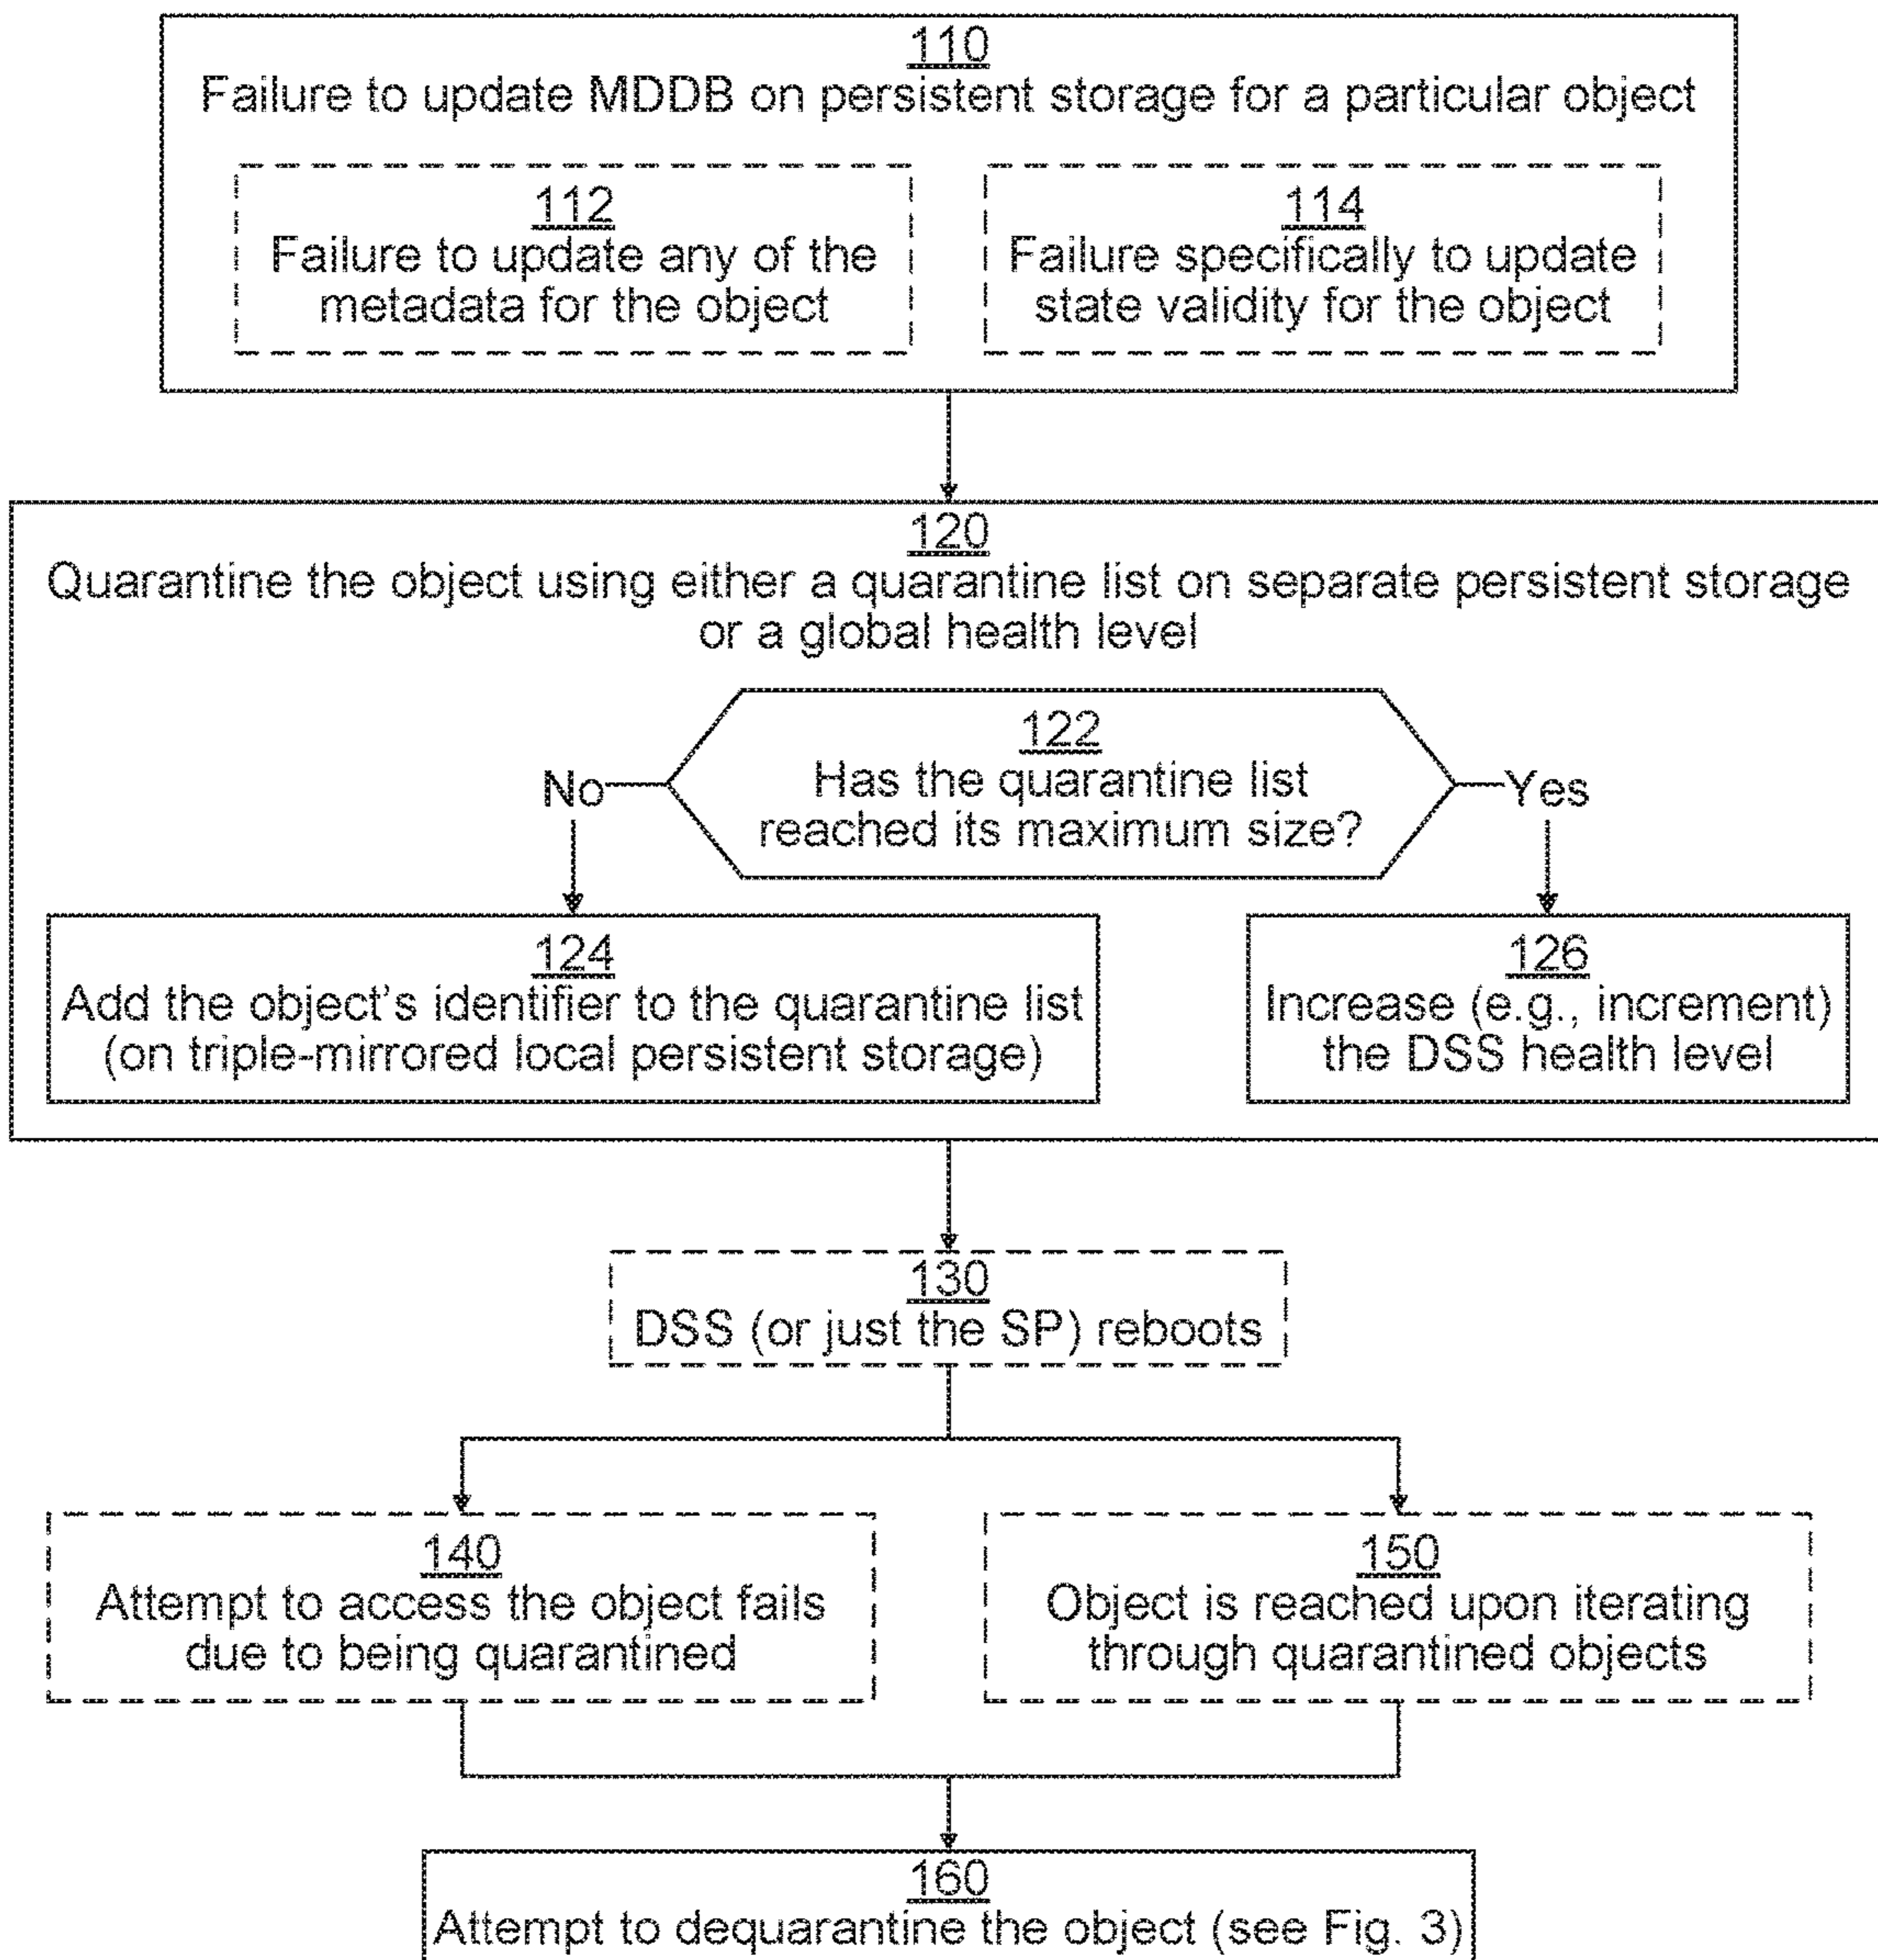 110
Failure to update MDDB on persistent storage for a particular object
112
Failure to update any of the
metadata for the object
114
Failure specifically to update
state validity for the object
120
Quarantine the object using either a quarantine list on separate persistent storage
or a global health level
122
Has the quarantine list
reached its maximum size?
No
Yes
124
Add the object's identifier to the quarantine list
(on triple-mirrored local persistent storage)
126
Increase (e.g., increment)
the DSS health level
130
DSS (or just the SP) reboots
140
Attempt to access the object fails
due to being quarantined
150
Object is reached upon iterating
through quarantined objects
160
Attempt to dequarantine the object (see Fig. 3)